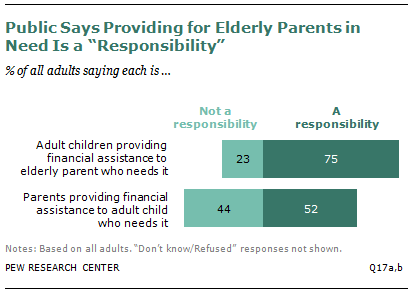 Public Says Providing for Elderly Parents in
Need Is a “Responsibility”
% of all adults saying each is ...
Not a
responsibility
A
responsibility
Adult children providing
financial assistance to
elderly parent who needs it
23
75
Parents providing financial
assistance to adult child
who needs it
44
52
Notes: Based on all adults. “Don’t know/Refused” responses not shown.
PEW RESEARCH CENTER
Q17a,b